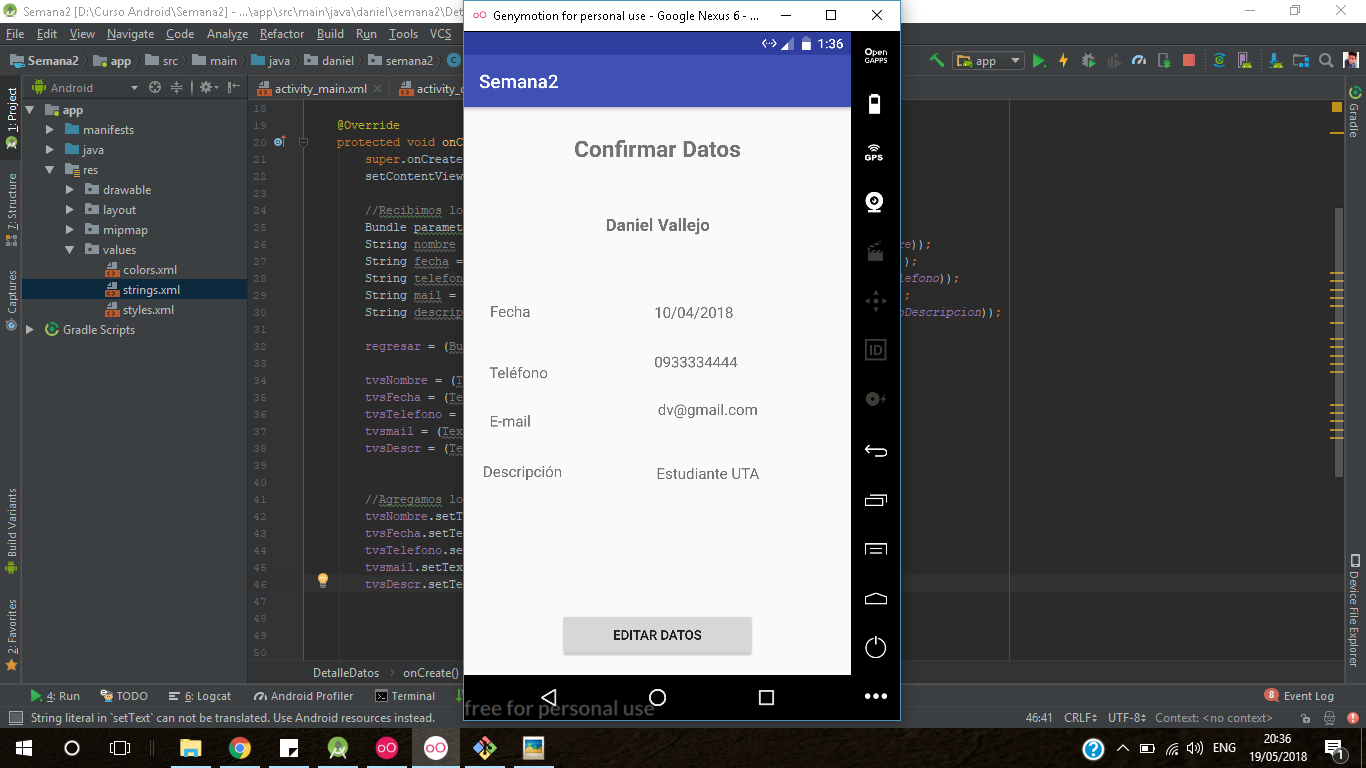 Semana2 [D:\Curso Android\Semana2] - ...\app\src\main\java\daniel\semana2\Det
Genymotion for personal use - Google Nexus 6 - ...
File Edit View Navigate Code Analyze Refactor Build Run Tools VCS
Semana2 app src main java daniel semana2
app
Android
activity_main.xml
activity_
1: Project
7: Structure
Captures
Build Variants
2: Favorites
app
manifests
java
res
drawable
layout
mipmap
values
colors.xml
strings.xml
styles.xml
Gradle Scripts
18
19 @Override
20 protected void onC
21 super.onCreate
22 setContentView
23
24 //Recibimos lo
25 Bundle paramet
26 String nombre re));
27 String fecha = );
28 String telefon lefono));
29 String mail = ;
30 String descrip oDescripcion));
31
32 regresar = (Bu
33
34 tvsNombre = (T
35 tvsFecha = (Te
36 tvsTelefono =
37 tvsmail = (Tex
38 tvsDescr = (Te
39
40
41 //Agregamos lo
42 tvsNombre.setT
43 tvsFecha.setTe
44 tvsTelefono.se
45 tvsmail.setTex
46 tvsDescr.setTe
47
48
49
50
1:36
Semana2
Confirmar Datos
Daniel Vallejo
Fecha 10/04/2018
Teléfono 0933334444
E-mail dv@gmail.com
Descripción Estudiante UTA
EDITAR DATOS
free for personal use
Open
GAPPS
GPS
ID
Gradle
Device File Explorer
DetalleDatos onCreate()
4: Run TODO 6: Logcat Android Profiler Terminal
8 Event Log
String literal in `setText` can not be translated. Use Android resources instead.
46:41 CRLF UTF-8 Context: <no context>
ENG
20:36
19/05/2018
1